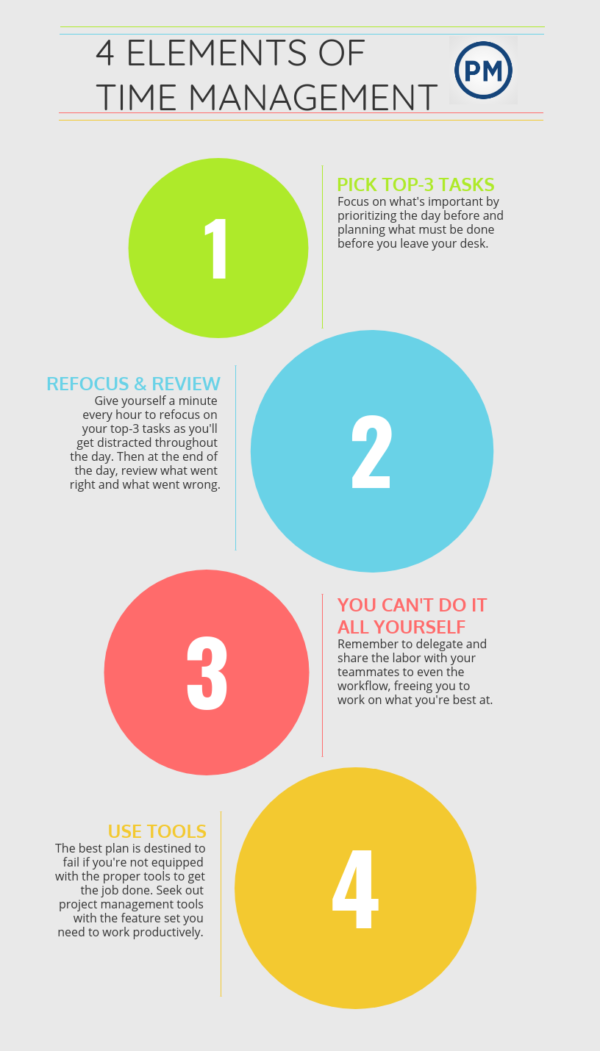 4 ELEMENTS OF
TIME MANAGEMENT
PM
1
PICK TOP-3 TASKS
Focus on what's important by
prioritizing the day before and
planning what must be done
before you leave your desk.
REFOCUS & REVIEW
Give yourself a minute
every hour to refocus on
your top-3 tasks as you'll
get distracted throughout
the day. Then at the end of
the day, review what went
right and what went wrong.
2
3
YOU CAN'T DO IT
ALL YOURSELF
Remember to delegate and
share the labor with your
teammates to even the
workflow, freeing you to
work on what you're best at.
USE TOOLS
The best plan is destined to
fail if you're not equipped
with the proper tools to get
the job done. Seek out
project management tools
with the feature set you
need to work productively.
4